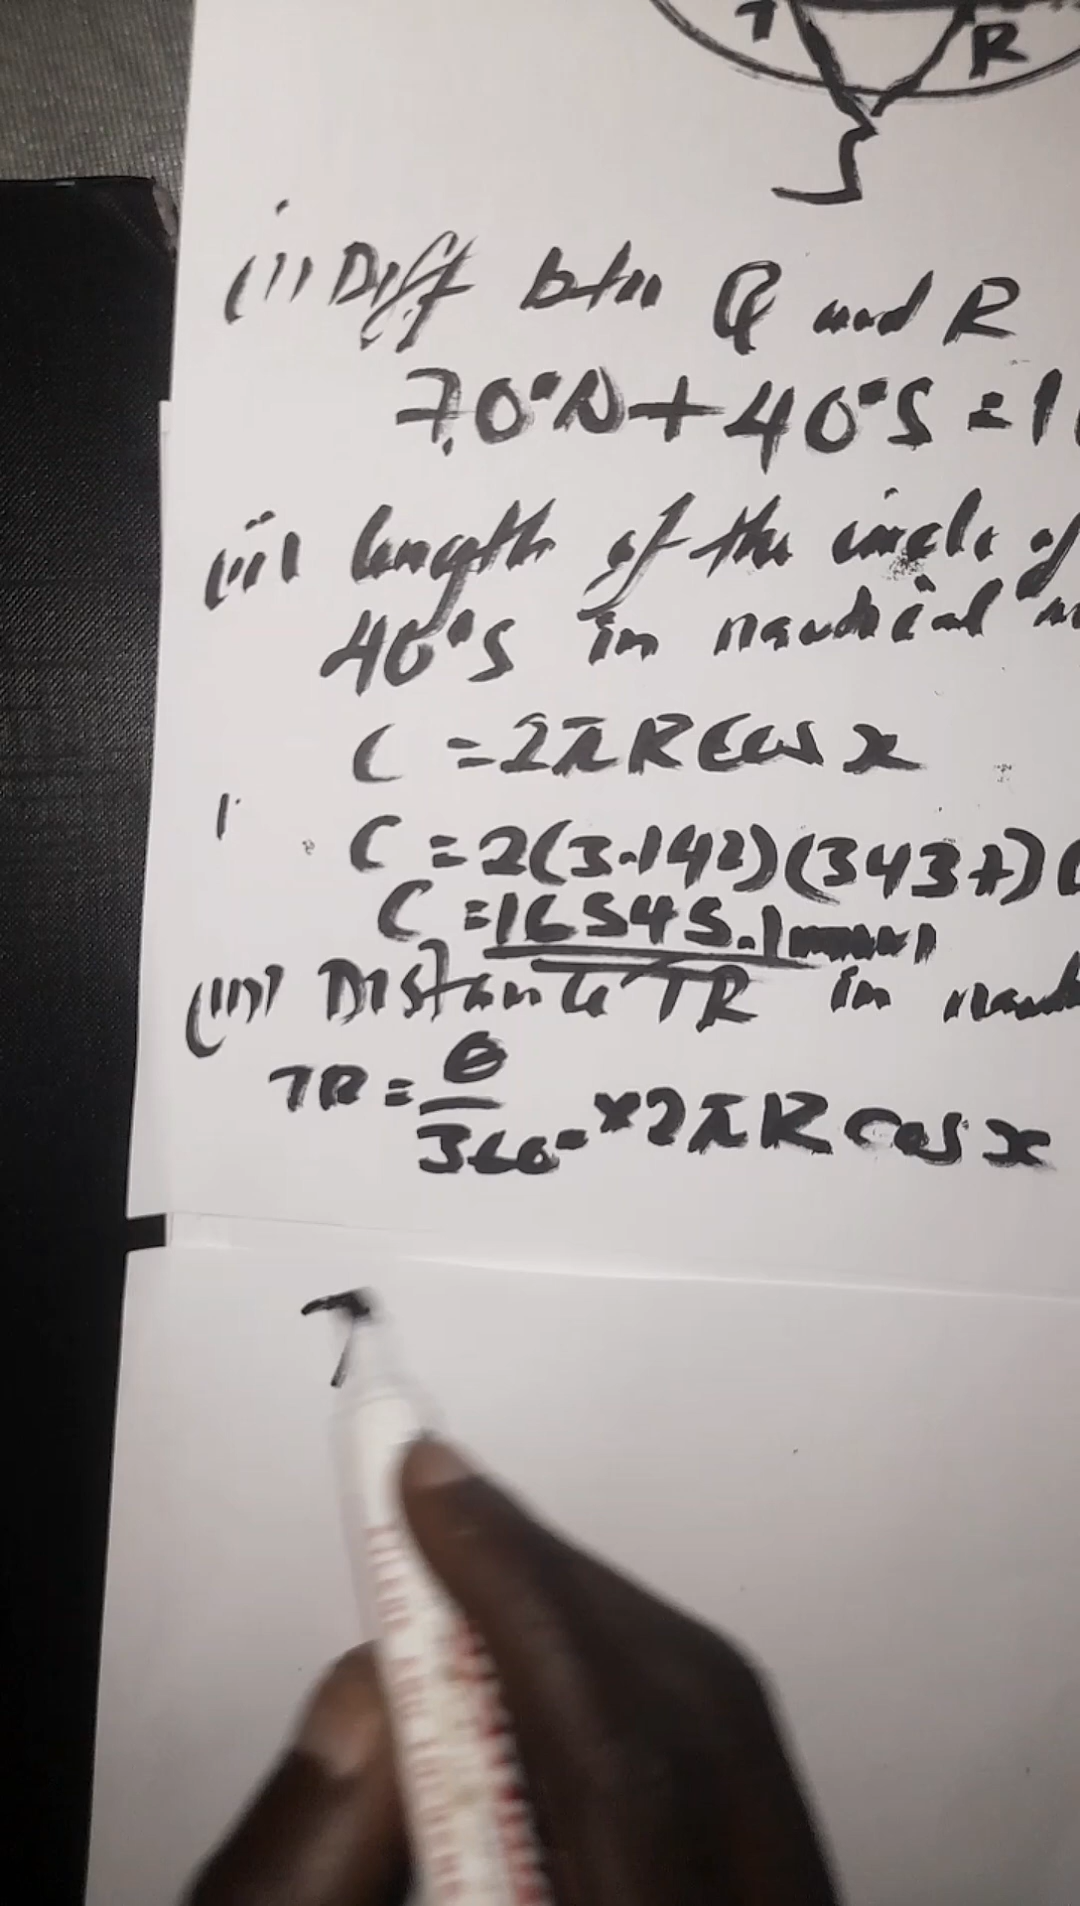 T R
S
(i) Diff btn Q and R
70°N + 40°S = 1
(ii) length of the circle of
40°S in nautical
C = 2πR Cos x
C = 2(3.142)(3437)(
C = 16545.1
(iii) Distance TR in
TR = θ/360° × 2πR Cos x
T